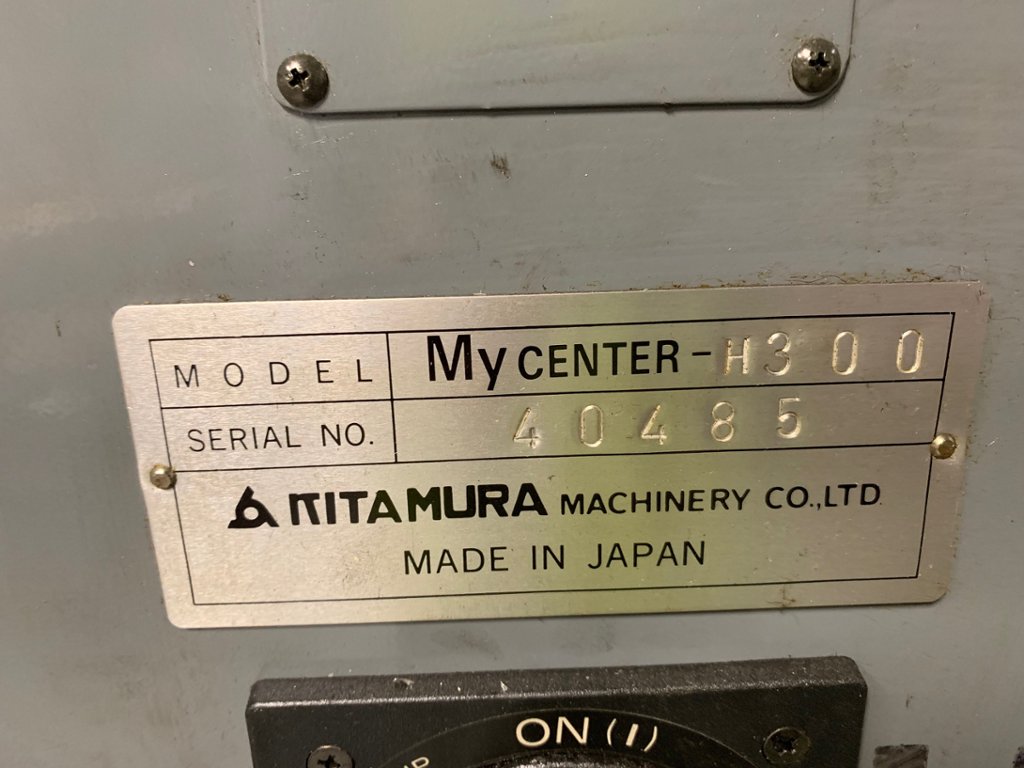 MODEL My CENTER-H300
SERIAL NO. 40485
KITAMURA MACHINERY CO.,LTD
MADE IN JAPAN
ON(I)